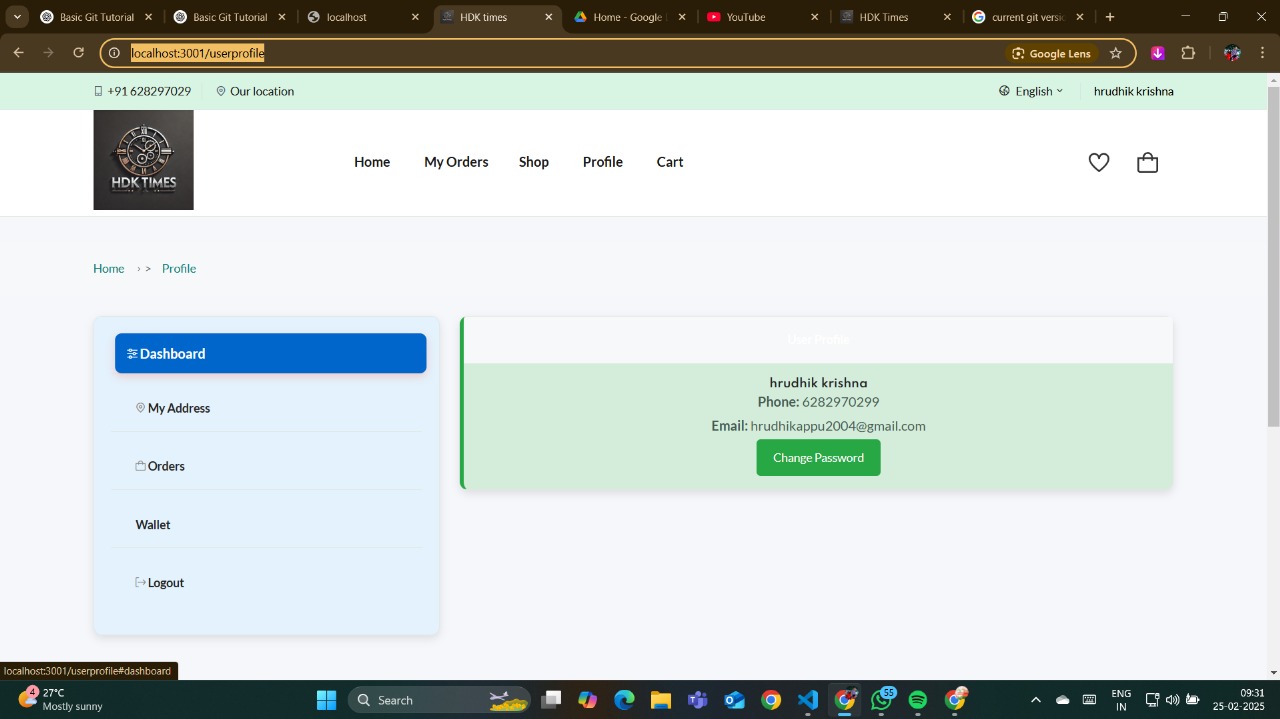 Basic Git Tutorial
Basic Git Tutorial
localhost
HDK times
Home - Google
YouTube
HDK Times
current git versi
localhost:3001/userprofile
Google Lens
+91 628297029
Our location
English
hrudhik krishna
HDK TIMES
Home
My Orders
Shop
Profile
Cart
Home › > Profile
Dashboard
My Address
Orders
Wallet
Logout
User Profile
hrudhik krishna
Phone: 6282970299
Email: hrudhikappu2004@gmail.com
Change Password
localhost:3001/userprofile#dashboard
4
27°C
Mostly sunny
Search
55
ENG
IN
09:31
25-02-2025